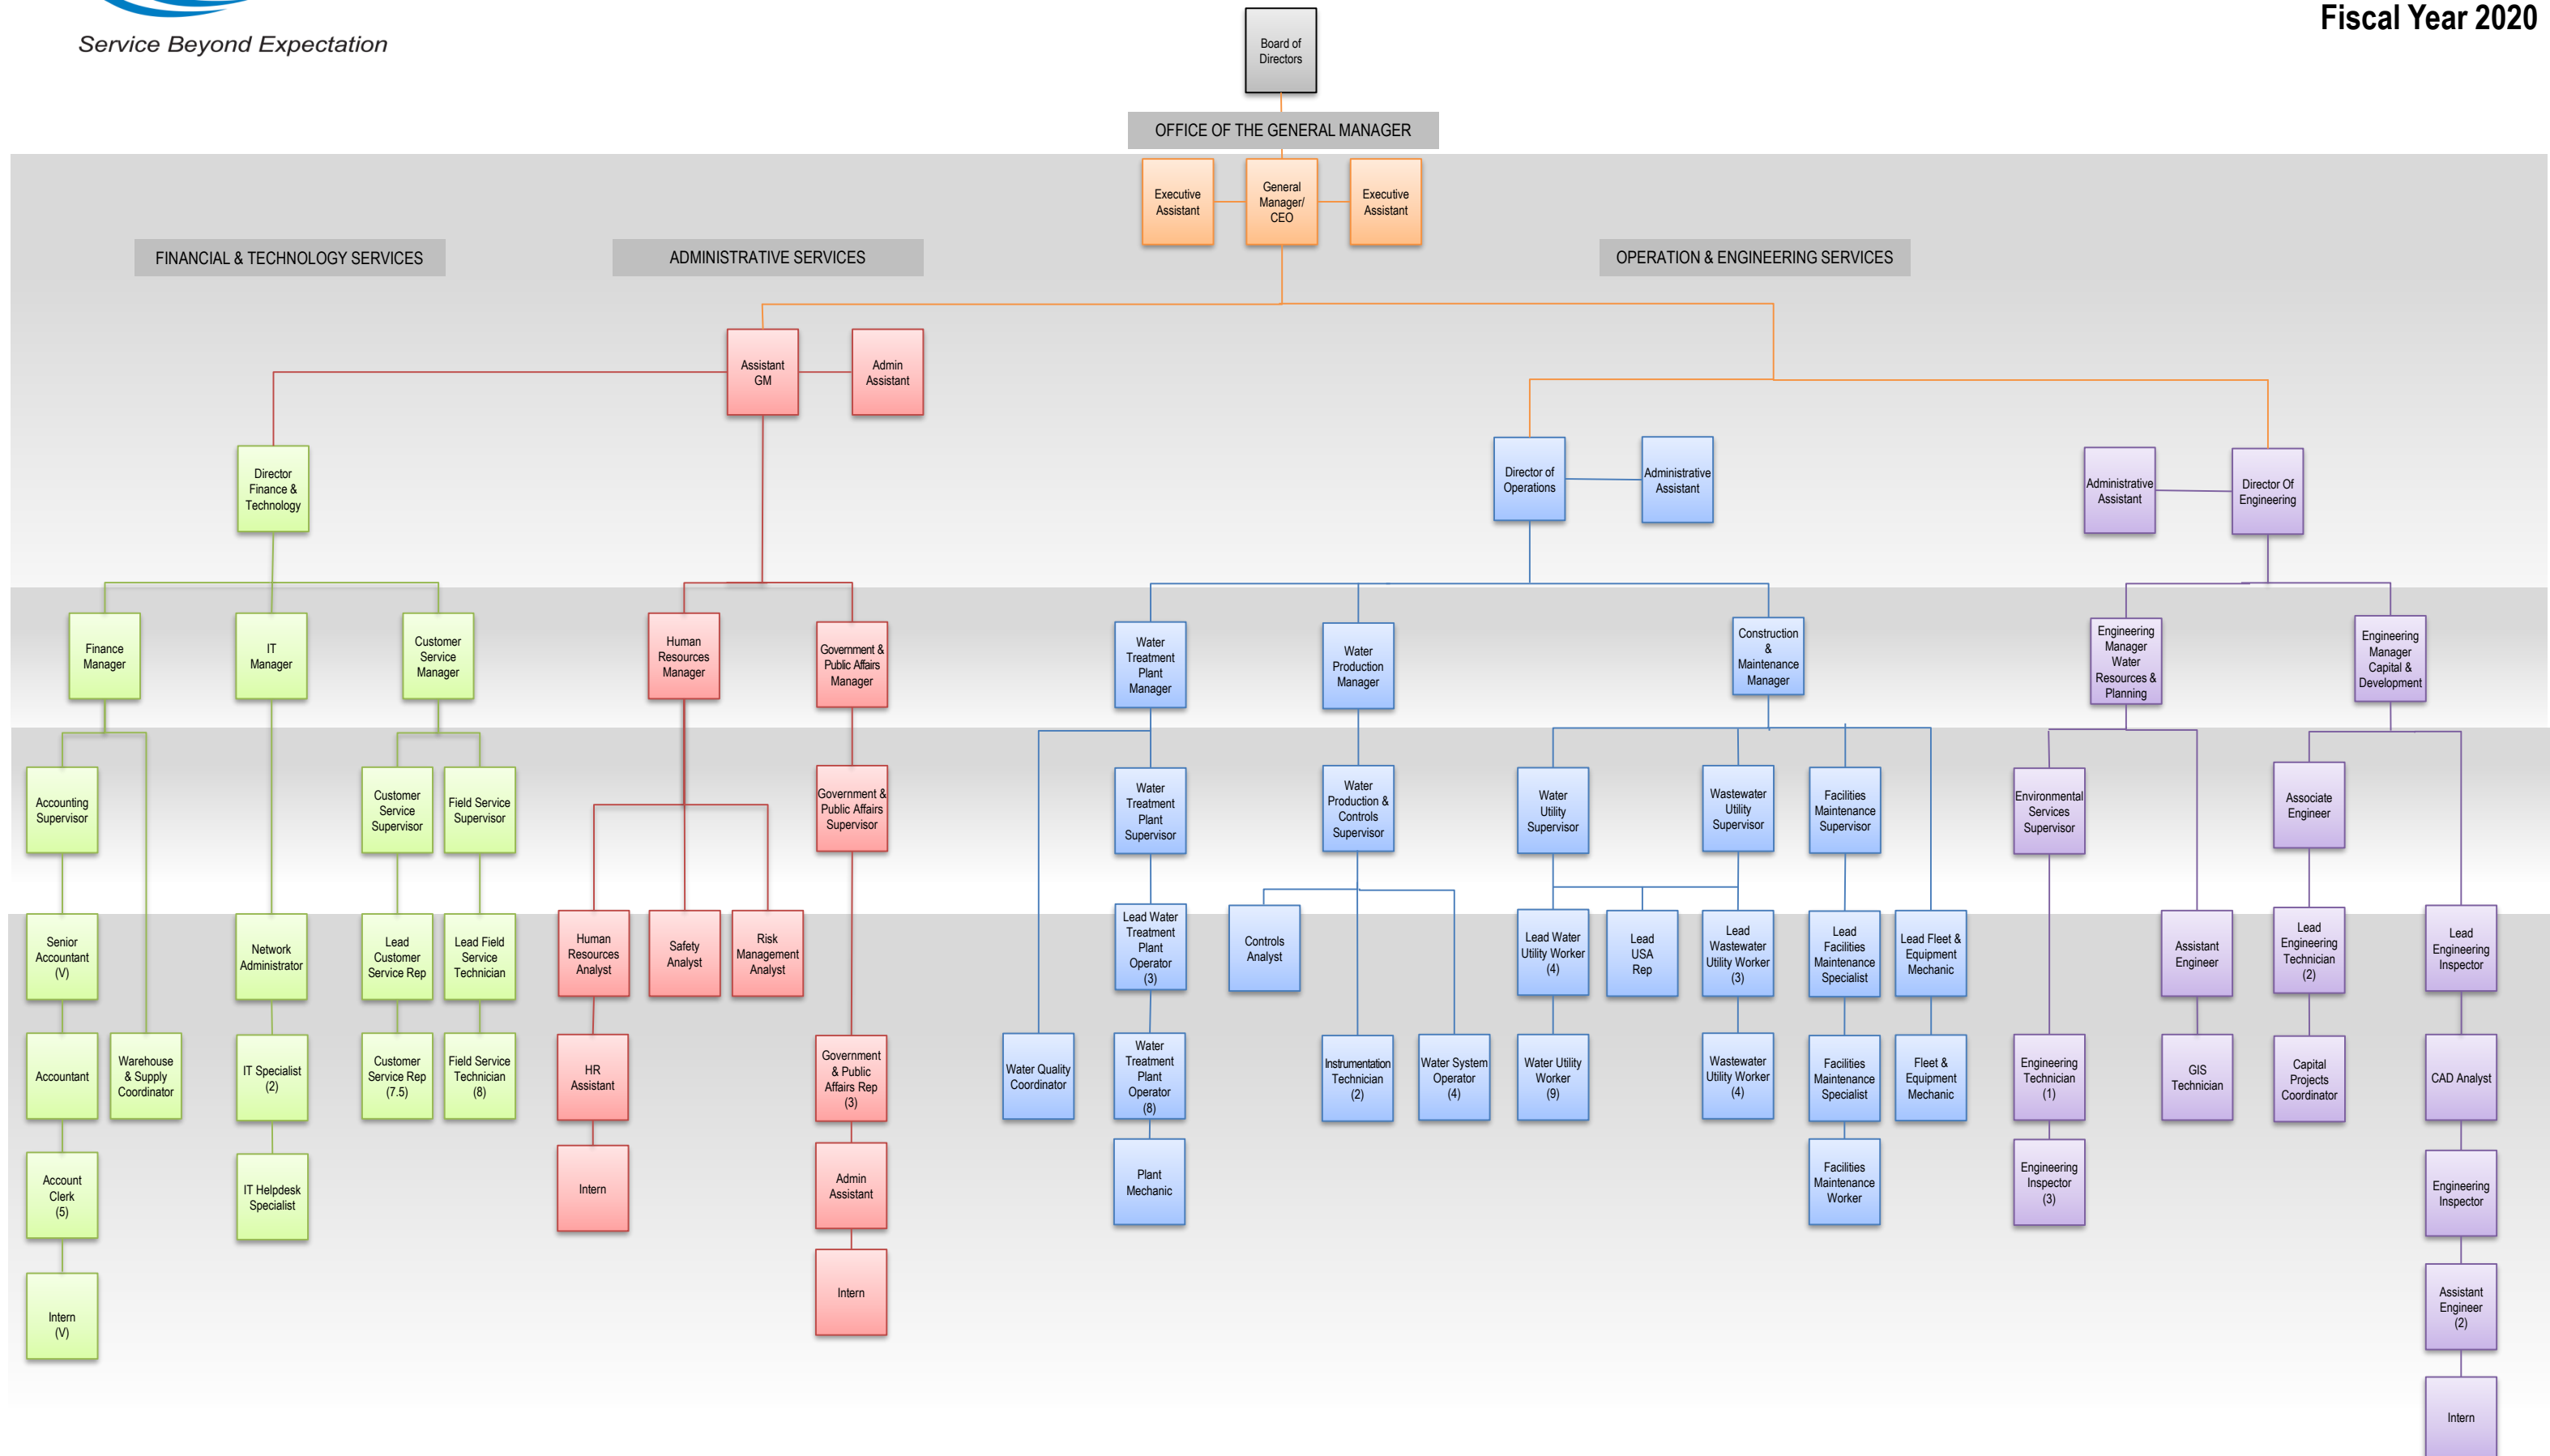 Fiscal Year 2020
Service Beyond Expectation
Board of
Directors
OFFICE OF THE GENERAL MANAGER
Executive
Assistant
General
Manager/
CEO
Executive
Assistant
FINANCIAL & TECHNOLOGY SERVICES
ADMINISTRATIVE SERVICES
OPERATION & ENGINEERING SERVICES
Assistant
GM
Admin
Assistant
Director
Finance &
Technology
Director of
Operations
Administrative
Assistant
Administrative
Assistant
Director Of
Engineering
Finance
Manager
IT
Manager
Customer
Service
Manager
Human
Resources
Manager
Government &
Public Affairs
Manager
Water
Treatment
Plant
Manager
Water
Production
Manager
Construction
&
Maintenance
Manager
Engineering
Manager
Water
Resources &
Planning
Engineering
Manager
Capital &
Development
Accounting
Supervisor
Customer
Service
Supervisor
Field Service
Supervisor
Government &
Public Affairs
Supervisor
Water
Treatment
Plant
Supervisor
Water
Production &
Controls
Supervisor
Water
Utility
Supervisor
Wastewater
Utility
Supervisor
Facilities
Maintenance
Supervisor
Environmental
Services
Supervisor
Associate
Engineer
Senior
Accountant
(V)
Network
Administrator
Lead
Customer
Service Rep
Lead Field
Service
Technician
Human
Resources
Analyst
Safety
Analyst
Risk
Management
Analyst
Lead Water
Treatment
Plant
Operator
(3)
Controls
Analyst
Lead Water
Utility Worker
(4)
Lead
USA
Rep
Lead
Wastewater
Utility Worker
(3)
Lead
Facilities
Maintenance
Specialist
Lead Fleet &
Equipment
Mechanic
Assistant
Engineer
Lead
Engineering
Technician
(2)
Lead
Engineering
Inspector
Accountant
Warehouse
& Supply
Coordinator
IT Specialist
(2)
Customer
Service Rep
(7.5)
Field Service
Technician
(8)
HR
Assistant
Government
& Public
Affairs Rep
(3)
Water Quality
Coordinator
Water
Treatment
Plant
Operator
(8)
Instrumentation
Technician
(2)
Water System
Operator
(4)
Water Utility
Worker
(9)
Wastewater
Utility Worker
(4)
Facilities
Maintenance
Specialist
Fleet &
Equipment
Mechanic
Engineering
Technician
(1)
GIS
Technician
Capital
Projects
Coordinator
CAD Analyst
Account
Clerk
(5)
IT Helpdesk
Specialist
Intern
Admin
Assistant
Plant
Mechanic
Facilities
Maintenance
Worker
Engineering
Inspector
(3)
Engineering
Inspector
Intern
(V)
Intern
Assistant
Engineer
(2)
Intern